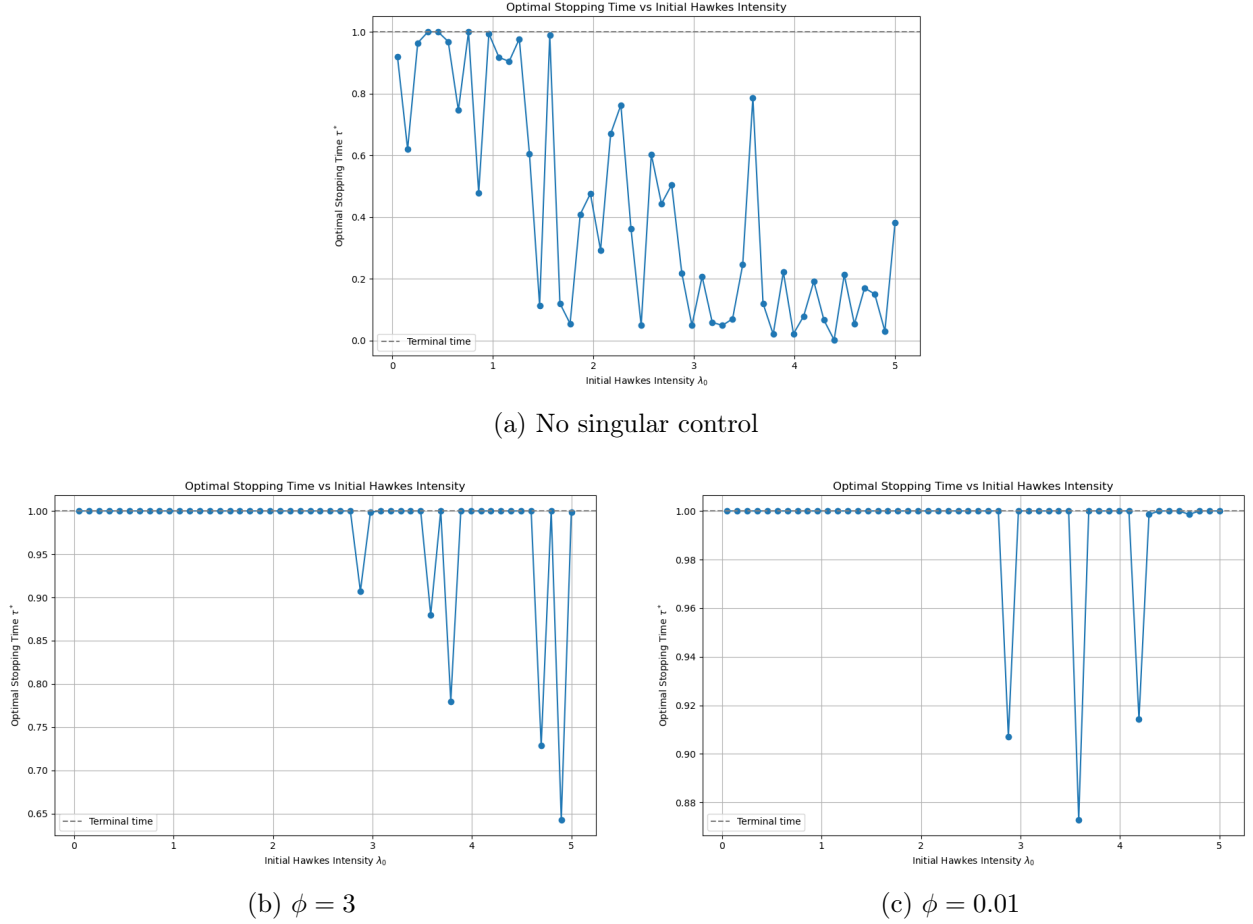 Optimal Stopping Time vs Initial Hawkes Intensity
1.0
0.8
0.6
0.4
0.2
0.0
Optimal Stopping Time τ*
Terminal time
0 1 2 3 4 5
Initial Hawkes Intensity λ₀
(a) No singular control
Optimal Stopping Time vs Initial Hawkes Intensity
1.00
0.95
0.90
0.85
0.80
0.75
0.70
0.65
Optimal Stopping Time τ*
Terminal time
0 1 2 3 4 5
Initial Hawkes Intensity λ₀
(b) ϕ = 3
Optimal Stopping Time vs Initial Hawkes Intensity
1.00
0.98
0.96
0.94
0.92
0.90
0.88
Optimal Stopping Time τ*
Terminal time
0 1 2 3 4 5
Initial Hawkes Intensity λ₀
(c) ϕ = 0.01